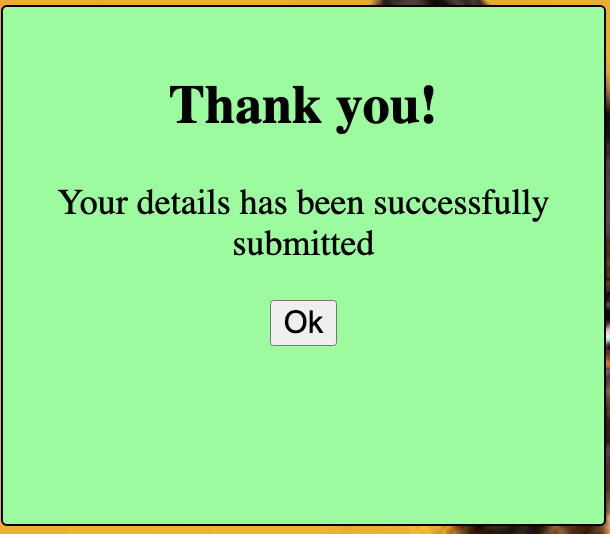 Thank you!
Your details has been successfully
submitted
Ok